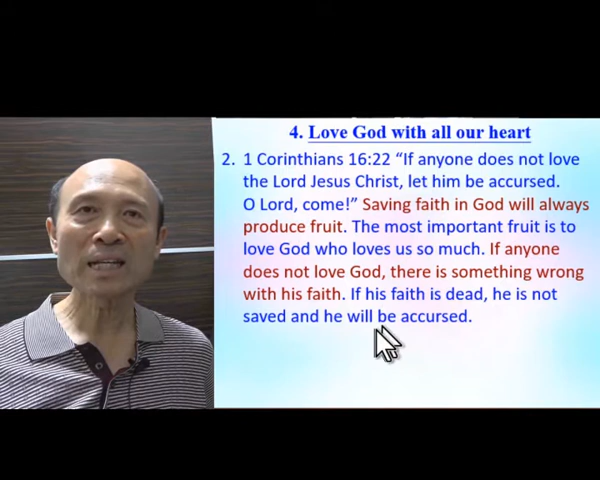 4. Love God with all our heart
2. 1 Corinthians 16:22 “If anyone does not love
the Lord Jesus Christ, let him be accursed.
O Lord, come!” Saving faith in God will always
produce fruit. The most important fruit is to
love God who loves us so much. If anyone
does not love God, there is something wrong
with his faith. If his faith is dead, he is not
saved and he will be accursed.